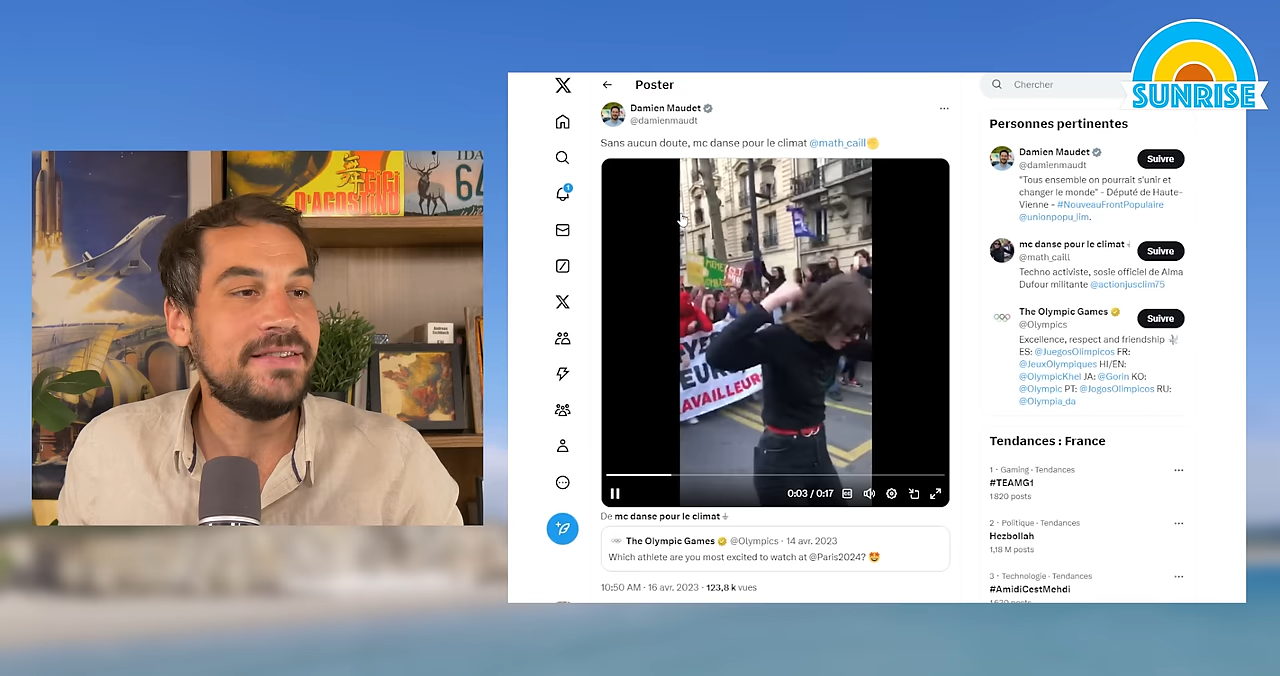 SUNRISE
GIGI
D'AGOSTINO
IDA
64
Poster
Damien Maudet
@damienmaudt
Sans aucun doute, mc danse pour le climat @math_caill✊
AVAILLEUR
0:03 / 0:17
De mc danse pour le climat
The Olympic Games @Olympics · 14 avr. 2023
Which athlete are you most excited to watch at @Paris2024? 🤩
10:50 AM · 16 avr. 2023 · 123,8 k vues
1
Chercher
Personnes pertinentes
Damien Maudet
@damienmaudt
Suivre
"Tous ensemble on pourrait s'unir et
changer le monde" - Député de Haute-
Vienne - #NouveauFrontPopulaire
@unionpopu_lim.
mc danse pour le climat
@math_caill
Suivre
Techno activiste, sosie officiel de Alma
Dufour militante @actionjusclim75
The Olympic Games
@Olympics
Suivre
Excellence, respect and friendship
ES: @JuegosOlimpicos FR:
@JeuxOlympiques HI/EN:
@OlympicKhel JA: @Gorin KO:
@Olympic PT: @JogosOlimpicos RU:
@Olympia_da
Tendances : France
1 · Gaming · Tendances
#TEAMG1
1 820 posts
2 · Politique · Tendances
Hezbollah
1,18 M posts
3 · Technologie · Tendances
#AmidiCestMehdi